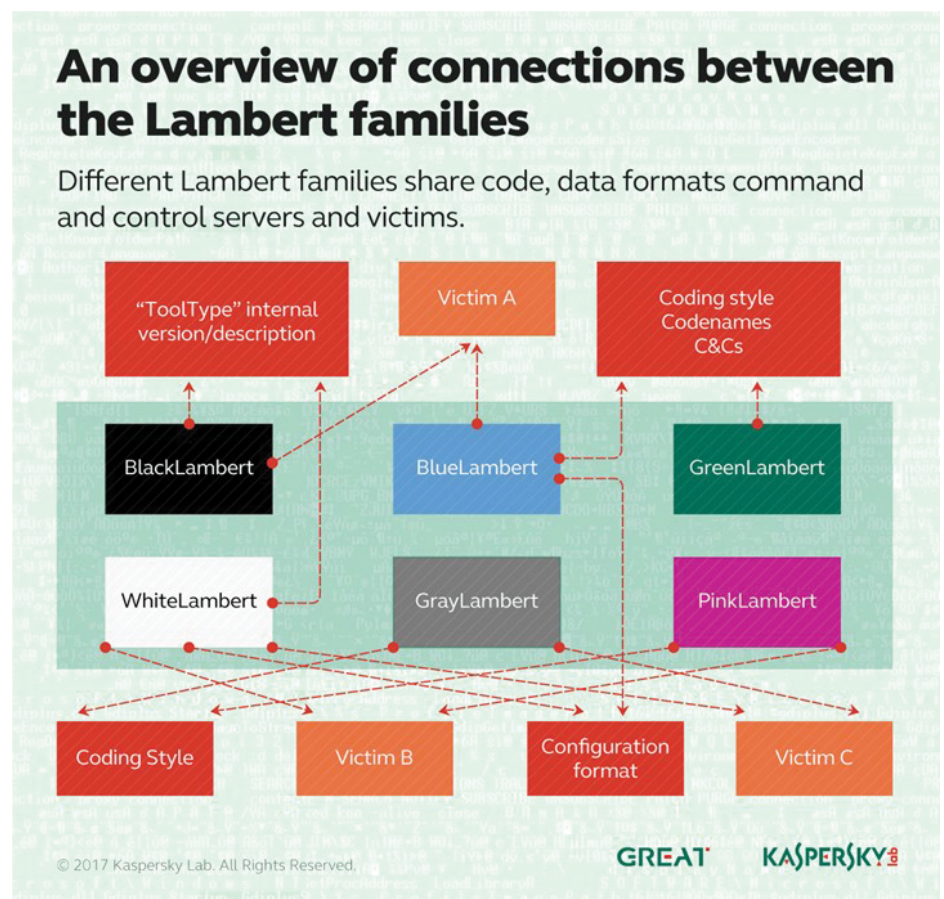 An overview of connections between
the Lambert families
Different Lambert families share code, data formats command
and control servers and victims.
“ToolType” internal
version/description
Victim A
Coding style
Codenames
C&Cs
BlackLambert
BlueLambert
GreenLambert
WhiteLambert
GrayLambert
PinkLambert
Coding Style
Victim B
Configuration
format
Victim C
© 2017 Kaspersky Lab. All Rights Reserved.
GREAT
KASPERSKY lab